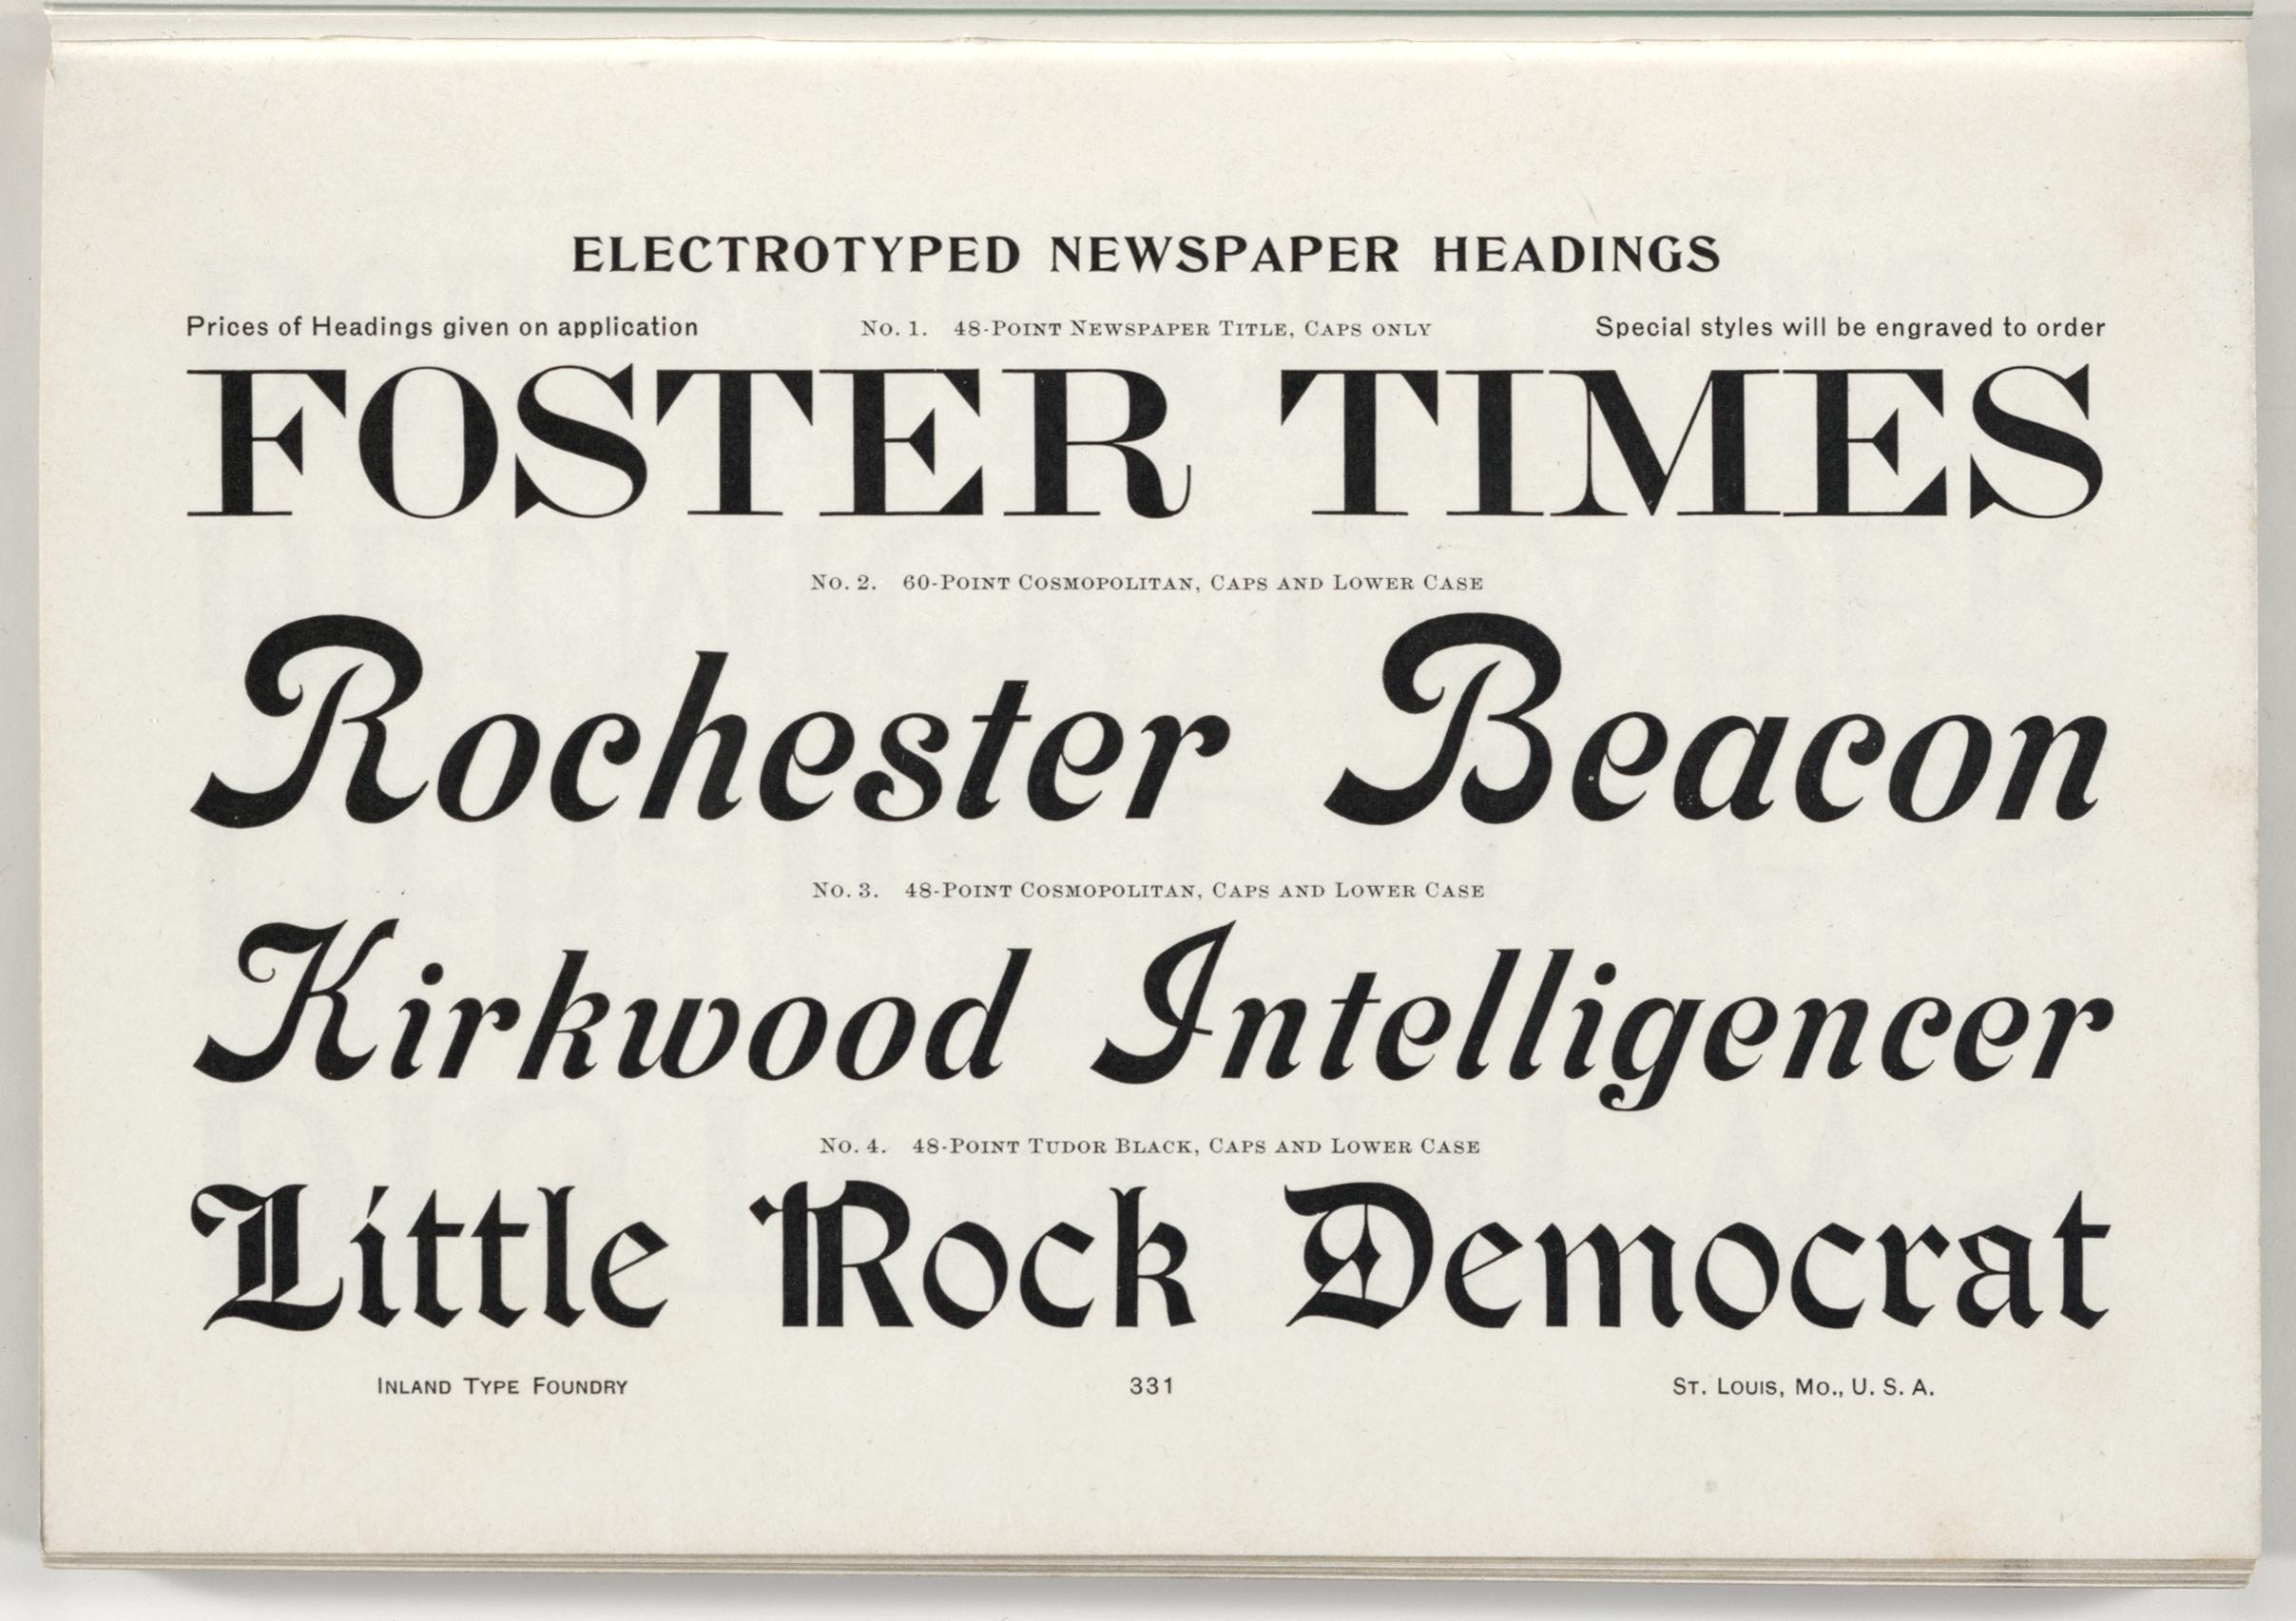 ELECTROTYPED NEWSPAPER HEADINGS
Prices of Headings given on application No. 1. 48-Point Newspaper Title, Caps only Special styles will be engraved to order
FOSTER TIMES
No. 2. 60-Point Cosmopolitan, Caps and Lower Case
Rochester Beacon
No. 3. 48-Point Cosmopolitan, Caps and Lower Case
Kirkwood Intelligencer
No. 4. 48-Point Tudor Black, Caps and Lower Case
Little Rock Democrat
Inland Type Foundry 331 St. Louis, Mo., U. S. A.